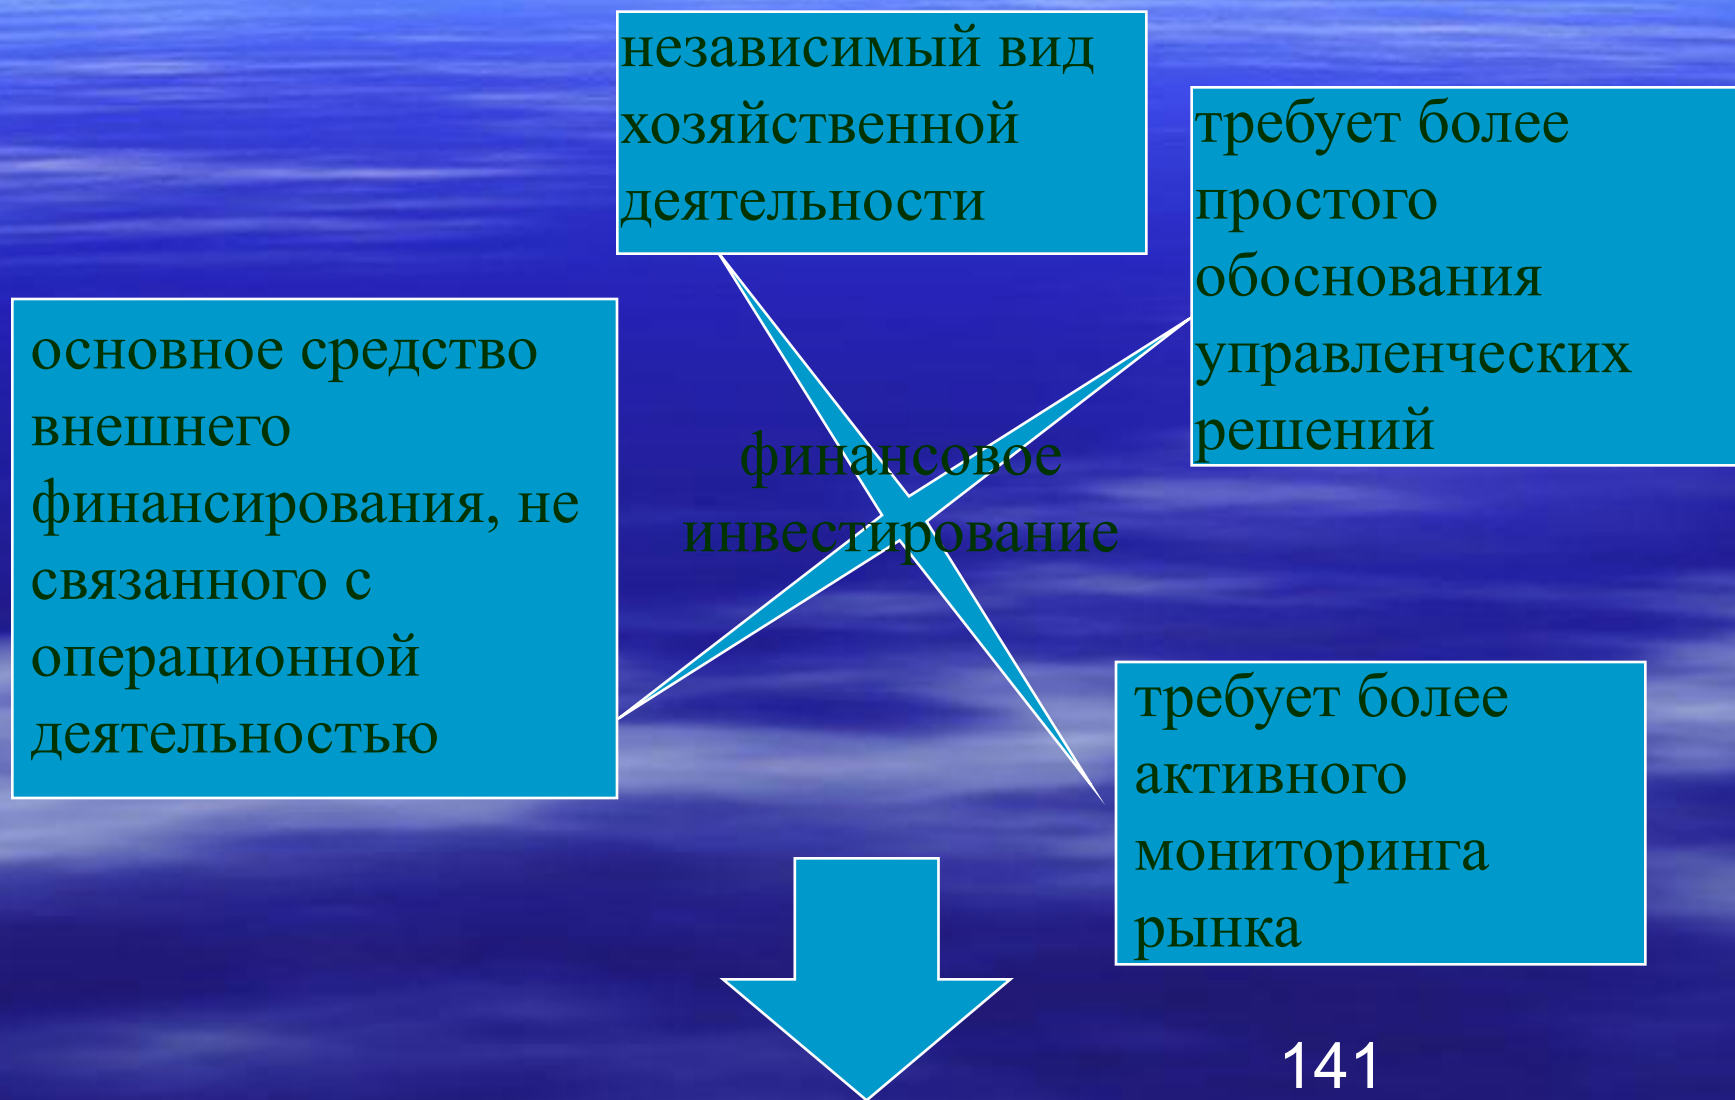 независимый вид
хозяйственной
деятельности
требует более
простого
обоснования
управленческих
решений
основное средство
внешнего
финансирования, не
связанного с
операционной
деятельностью
финансовое
инвестирование
требует более
активного
мониторинга
рынка
141